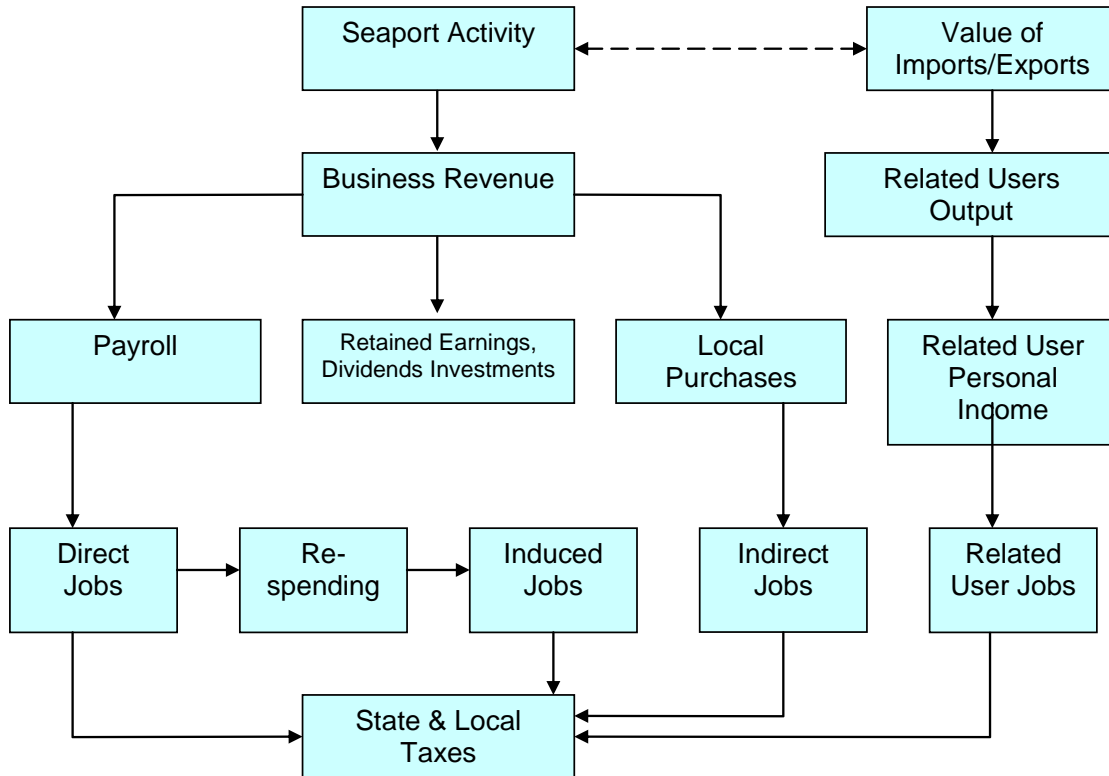 Seaport Activity
Value of
Imports/Exports
Business Revenue
Related Users
Output
Payroll
Retained Earnings,
Dividends Investments
Local
Purchases
Related User
Personal
Income
Direct
Jobs
Re-
spending
Induced
Jobs
Indirect
Jobs
Related
User Jobs
State & Local
Taxes